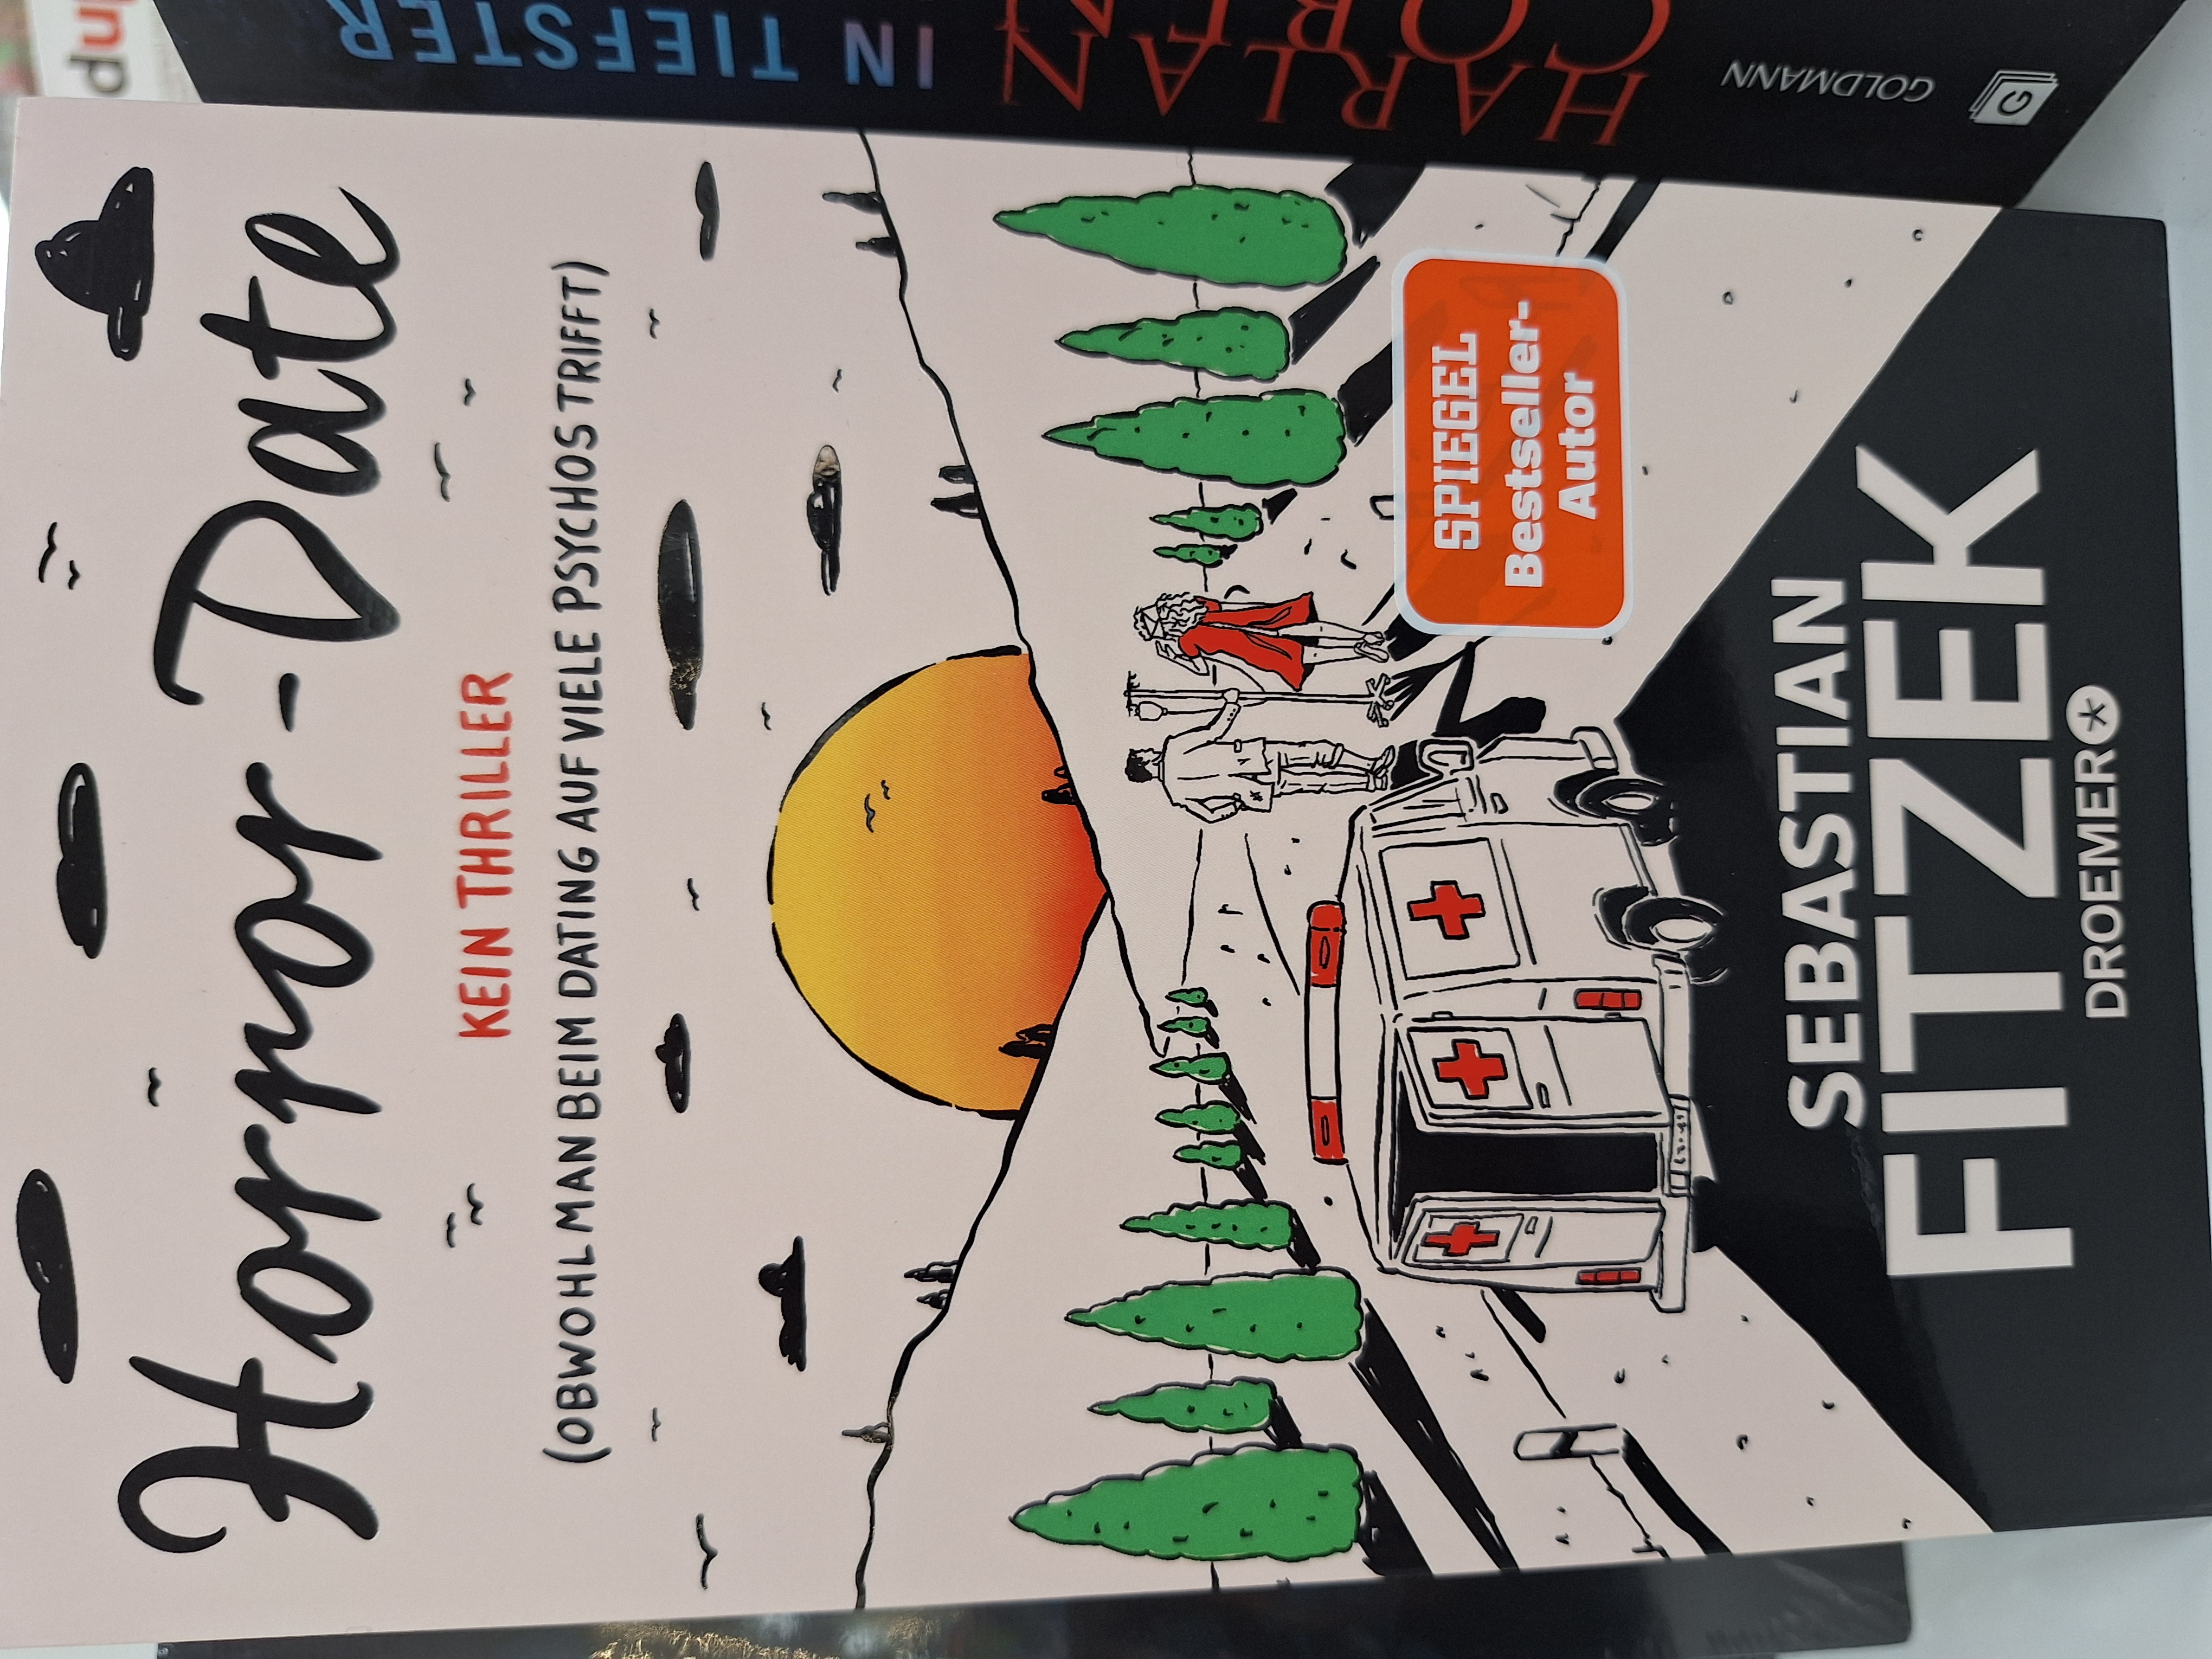 Horror-Date
KEIN THRILLER
(OBWOHL MAN BEIM DATING AUF VIELE PSYCHOS TRIFFT)
SPIEGEL
Bestseller-
Autor
SEBASTIAN
FITZEK
DROEMER
IN TIEFSTER
HARLAN
COBEN
GOLDMANN
G